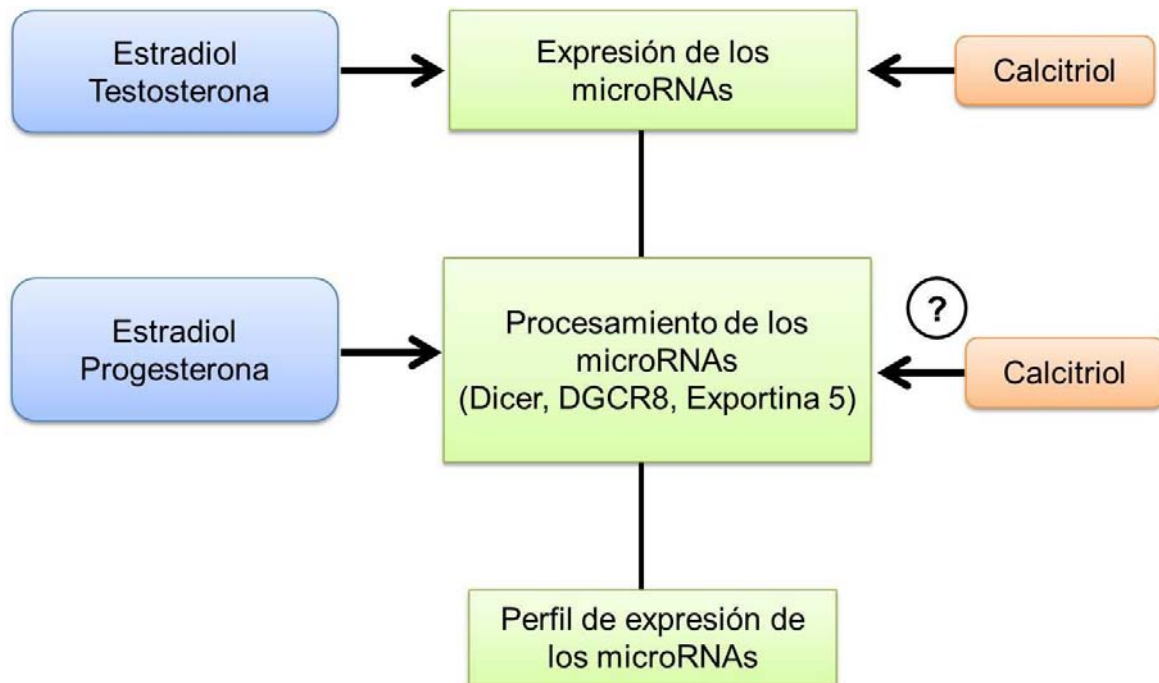 Estradiol
Testosterona
Expresión de los
microRNAs
Calcitriol
Estradiol
Progesterona
Procesamiento de los
microRNAs
(Dicer, DGCR8, Exportina 5)
?
Calcitriol
Perfil de expresión de
los microRNAs